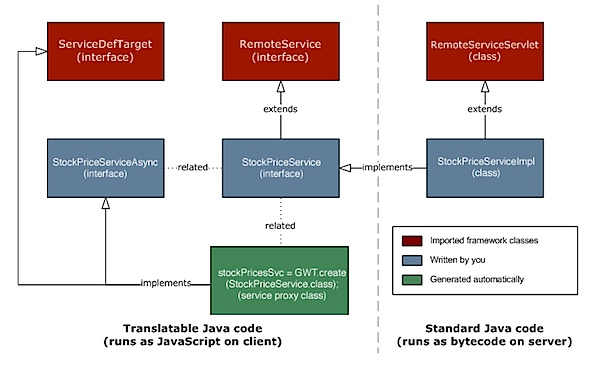 ServiceDefTarget
(interface)
RemoteService
(interface)
RemoteServiceServlet
(class)
extends
extends
StockPriceServiceAsync
(interface)
related
StockPriceService
(interface)
implements
StockPriceServiceImpl
(class)
related
Imported framework classes
Written by you
Generated automatically
stockPricesSvc = GWT.create
(StockPriceService.class);
(service proxy class)
implements
Translatable Java code
(runs as JavaScript on client)
Standard Java code
(runs as bytecode on server)